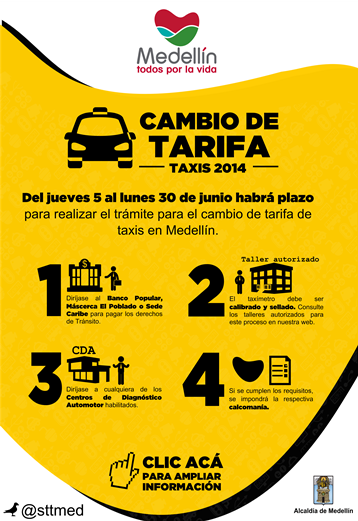 Medellín
todos por la vida
CAMBIO DE
TARIFA
TAXIS 2014
Del jueves 5 al lunes 30 de junio habrá plazo
para realizar el trámite para el cambio de tarifa de
taxis en Medellín.
1
Diríjase al Banco Popular,
Máscerca El Poblado o Sede
Caribe para pagar los derechos
de Tránsito.
2
Taller autorizado
El taxímetro debe ser
calibrado y sellado. Consulte
los talleres autorizados para
este proceso en nuestra web.
3
CDA
Diríjase a cualquiera de los
Centros de Diagnóstico
Automotor habilitados.
4
Si se cumplen los requisitos,
se impondrá la respectiva
calcomanía.
CLIC ACÁ
PARA AMPLIAR
INFORMACIÓN
@sttmed
Alcaldía de Medellín